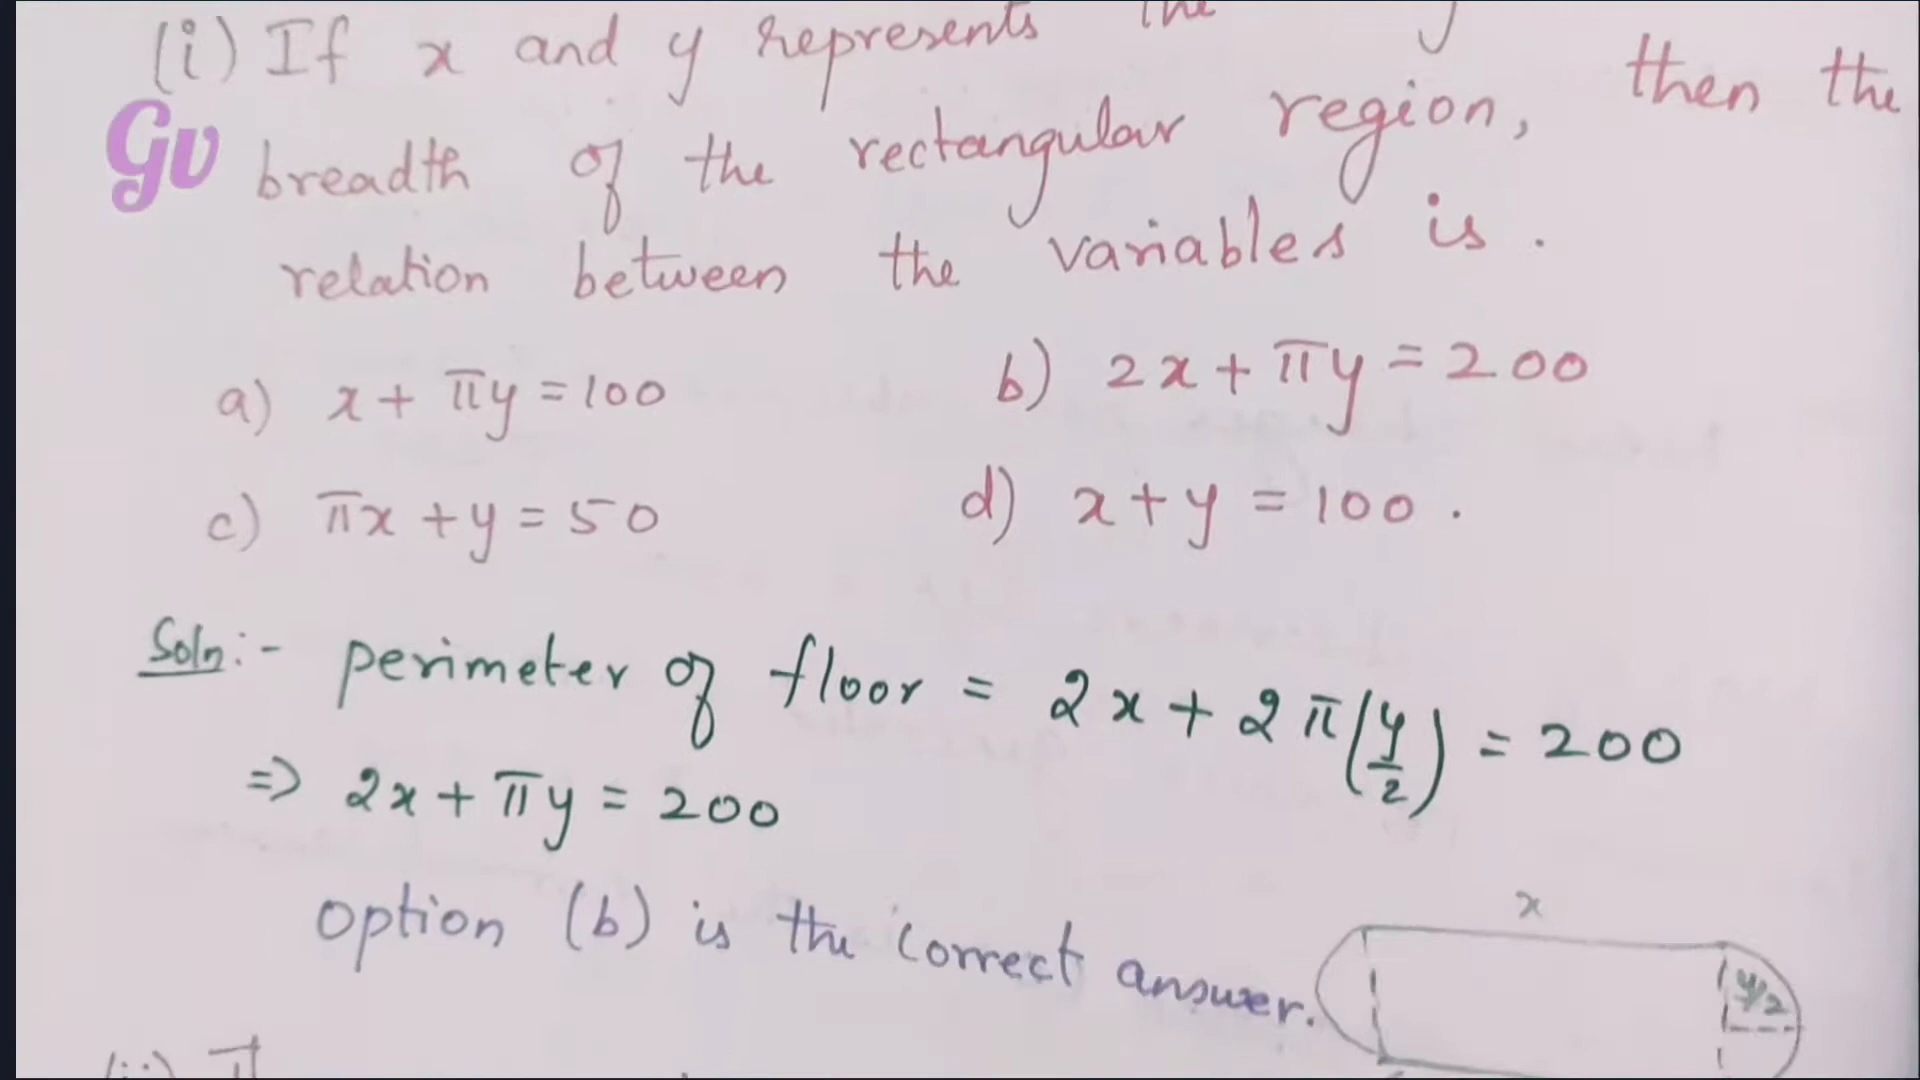 (i) If x and y represents the
Gv
breadth of the rectangular region, then the
relation between the variables is.
a) x + πy = 100
b) 2x + πy = 200
c) πx + y = 50
d) x + y = 100.
Soln:- perimeter of floor = 2x + 2π(y/2) = 200
⇒ 2x + πy = 200
option (b) is the correct answer.
x
y/2